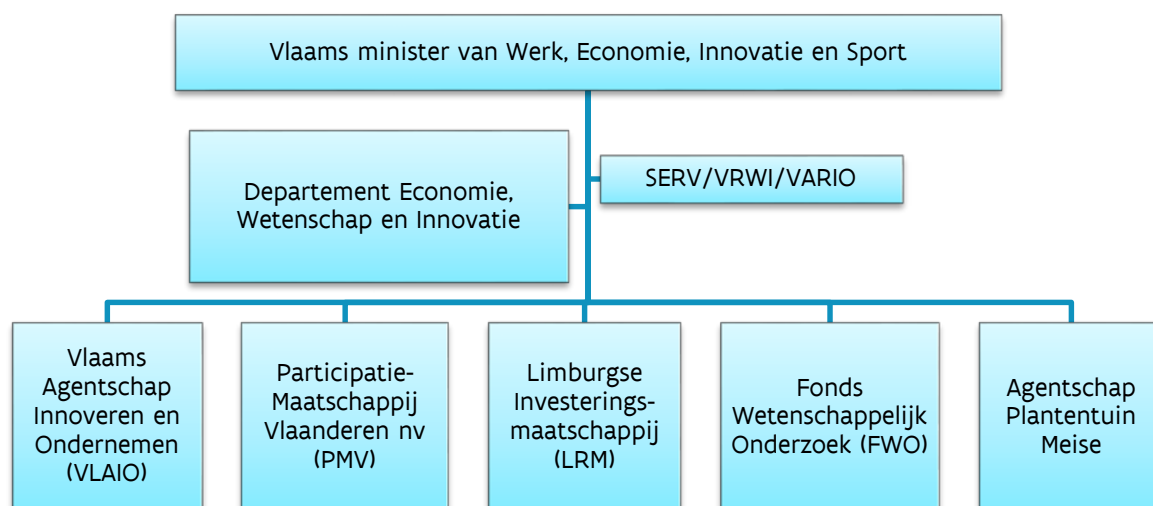 Vlaams minister van Werk, Economie, Innovatie en Sport
Departement Economie,
Wetenschap en Innovatie
SERV/VRWI/VARIO
Vlaams
Agentschap
Innoveren en
Ondernemen
(VLAIO)
Participatie-
Maatschappij
Vlaanderen nv
(PMV)
Limburgse
Investerings-
maatschappij
(LRM)
Fonds
Wetenschappelijk
Onderzoek (FWO)
Agentschap
Plantentuin
Meise